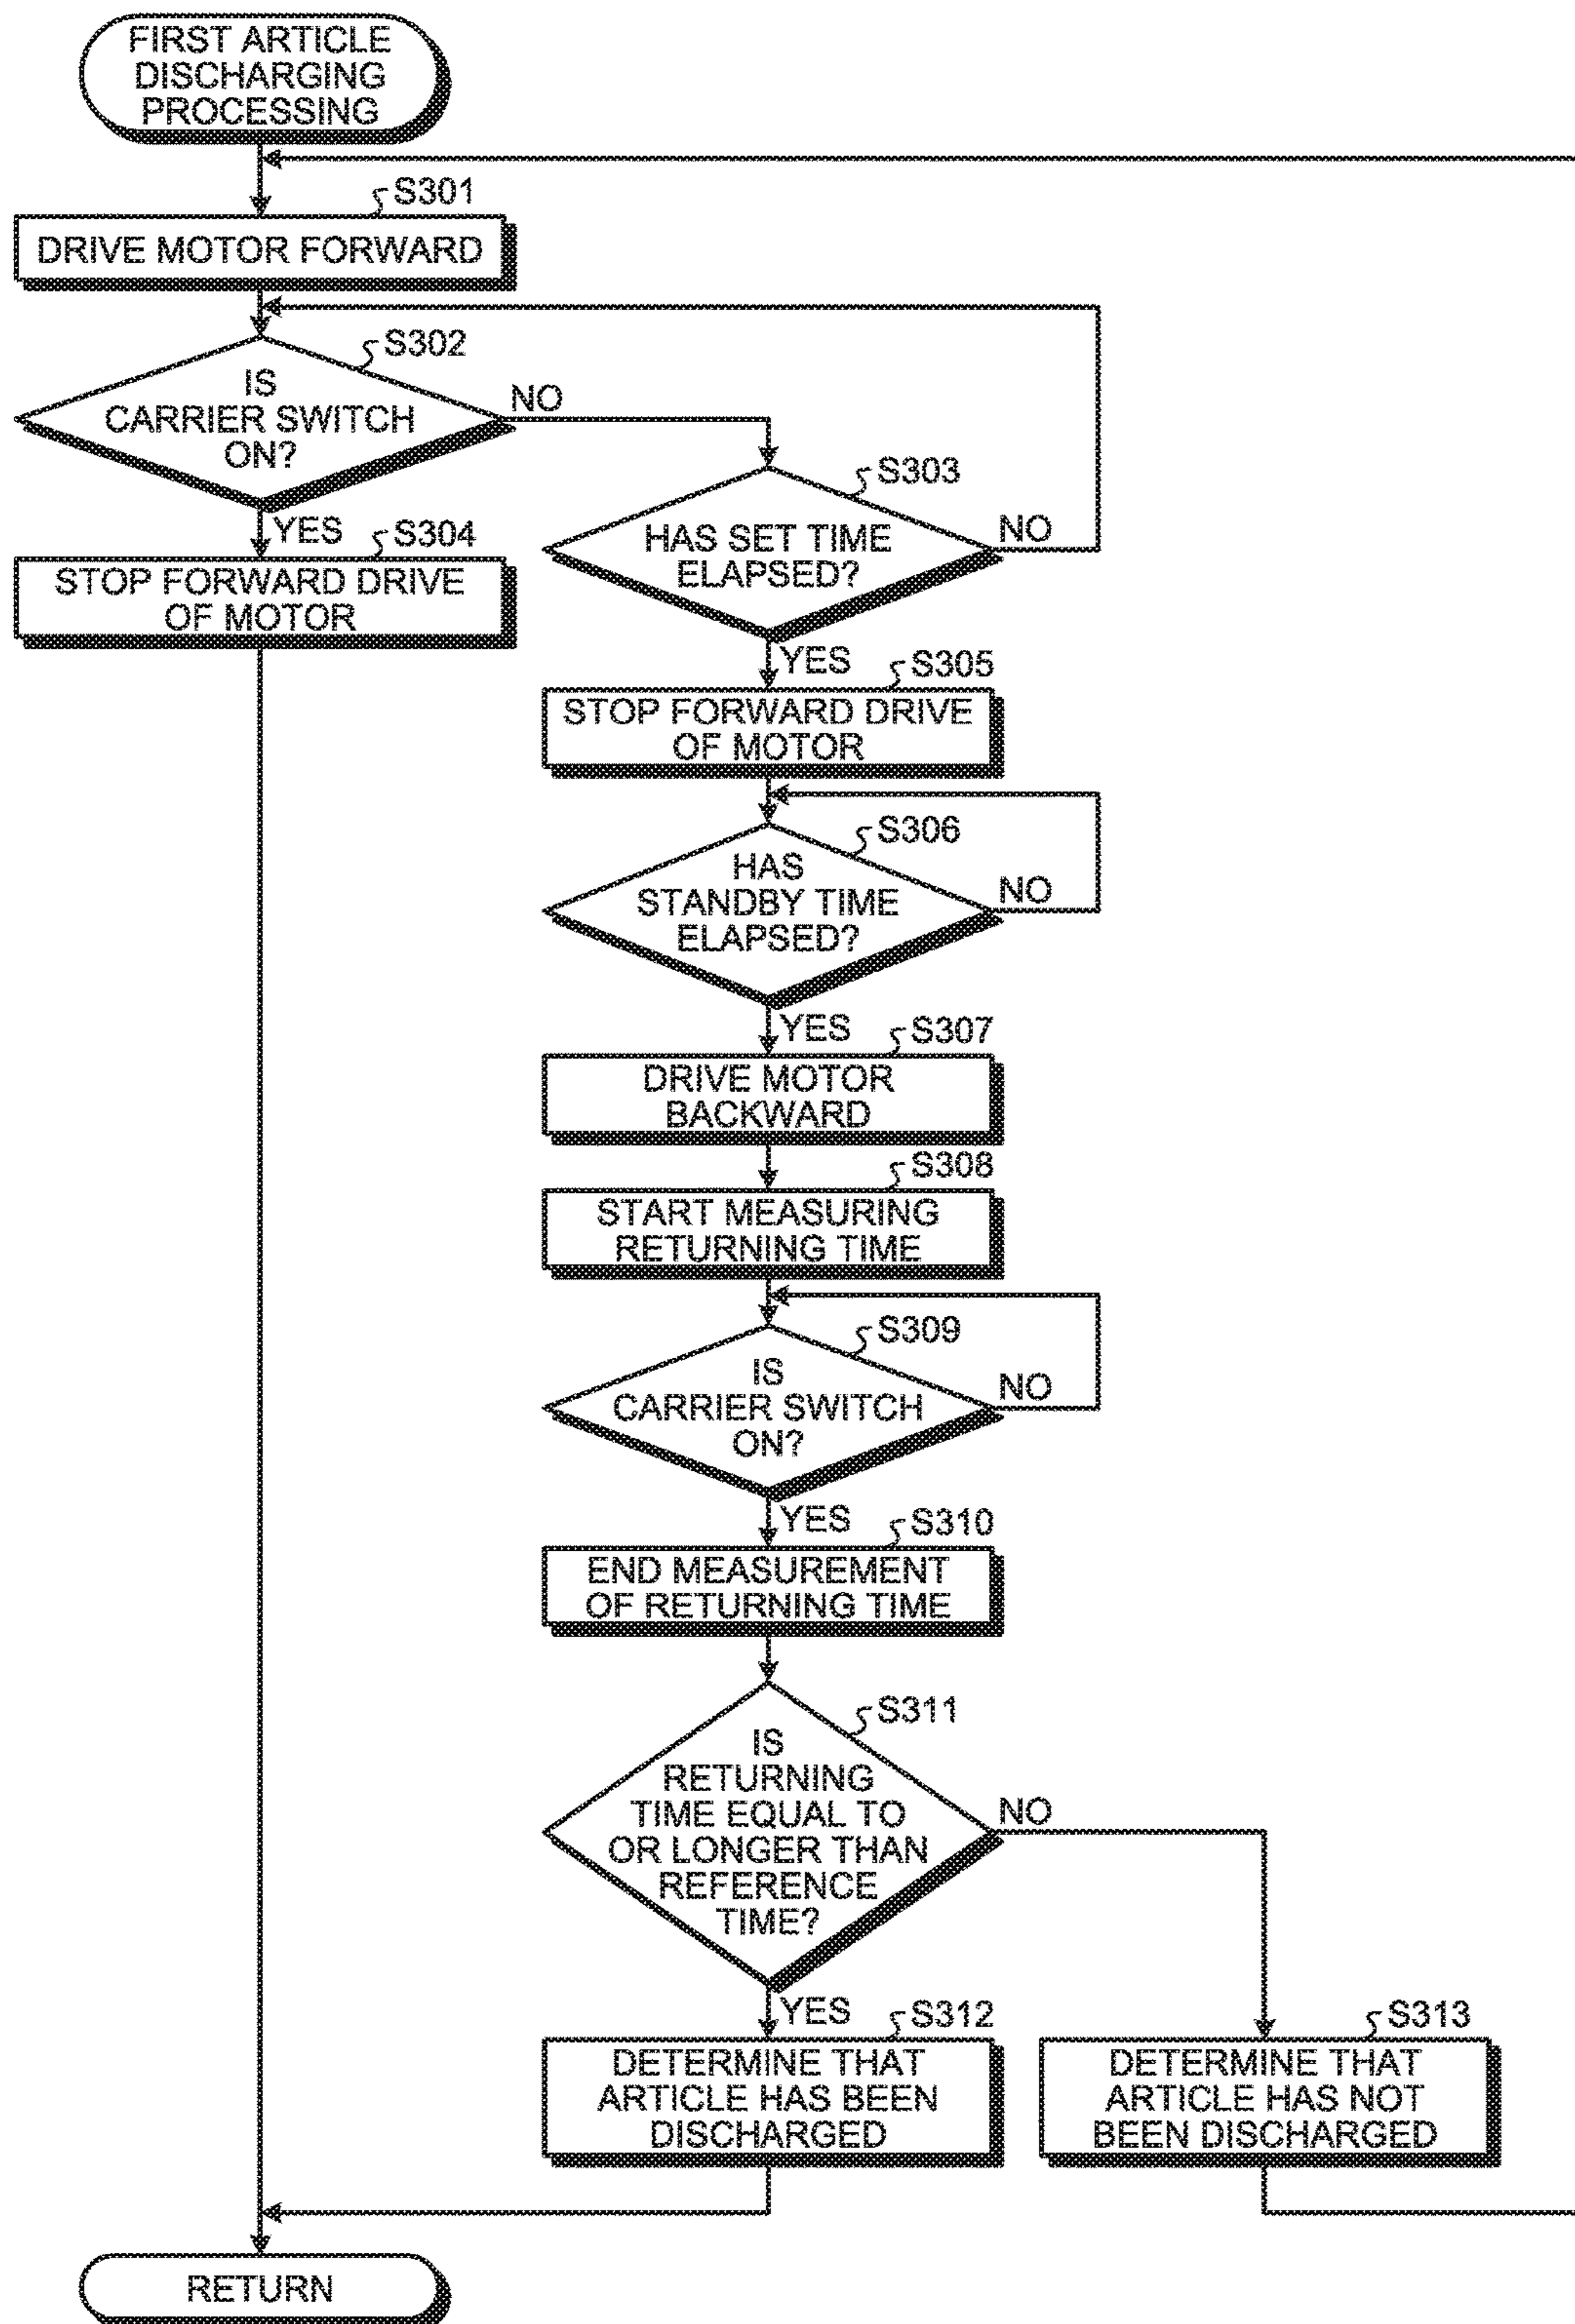 FIRST ARTICLE
DISCHARGING
PROCESSING
S301
DRIVE MOTOR FORWARD
S302
IS
CARRIER SWITCH
ON?
NO
YES
S303
HAS SET TIME
ELAPSED?
NO
YES
S304
STOP FORWARD DRIVE
OF MOTOR
S305
STOP FORWARD DRIVE
OF MOTOR
S306
HAS
STANDBY TIME
ELAPSED?
NO
YES
S307
DRIVE MOTOR
BACKWARD
S308
START MEASURING
RETURNING TIME
S309
IS
CARRIER SWITCH
ON?
NO
YES
S310
END MEASUREMENT
OF RETURNING TIME
S311
IS
RETURNING
TIME EQUAL TO
OR LONGER THAN
REFERENCE
TIME?
NO
YES
S312
DETERMINE THAT
ARTICLE HAS BEEN
DISCHARGED
S313
DETERMINE THAT
ARTICLE HAS NOT
BEEN DISCHARGED
RETURN